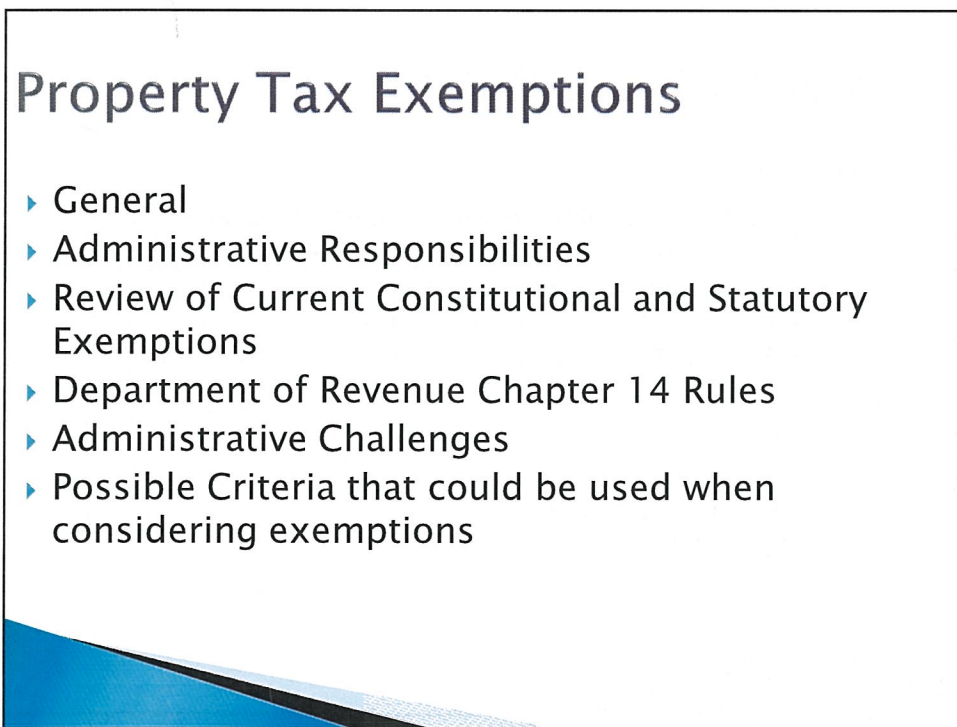 Property Tax Exemptions
General
Administrative Responsibilities
Review of Current Constitutional and Statutory
Exemptions
Department of Revenue Chapter 14 Rules
Administrative Challenges
Possible Criteria that could be used when
considering exemptions